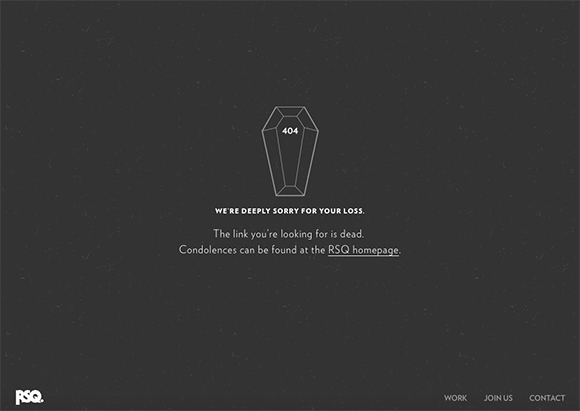 404
WE'RE DEEPLY SORRY FOR YOUR LOSS.
The link you're looking for is dead.
Condolences can be found at the RSQ homepage.
RSQ.
WORK JOIN US CONTACT